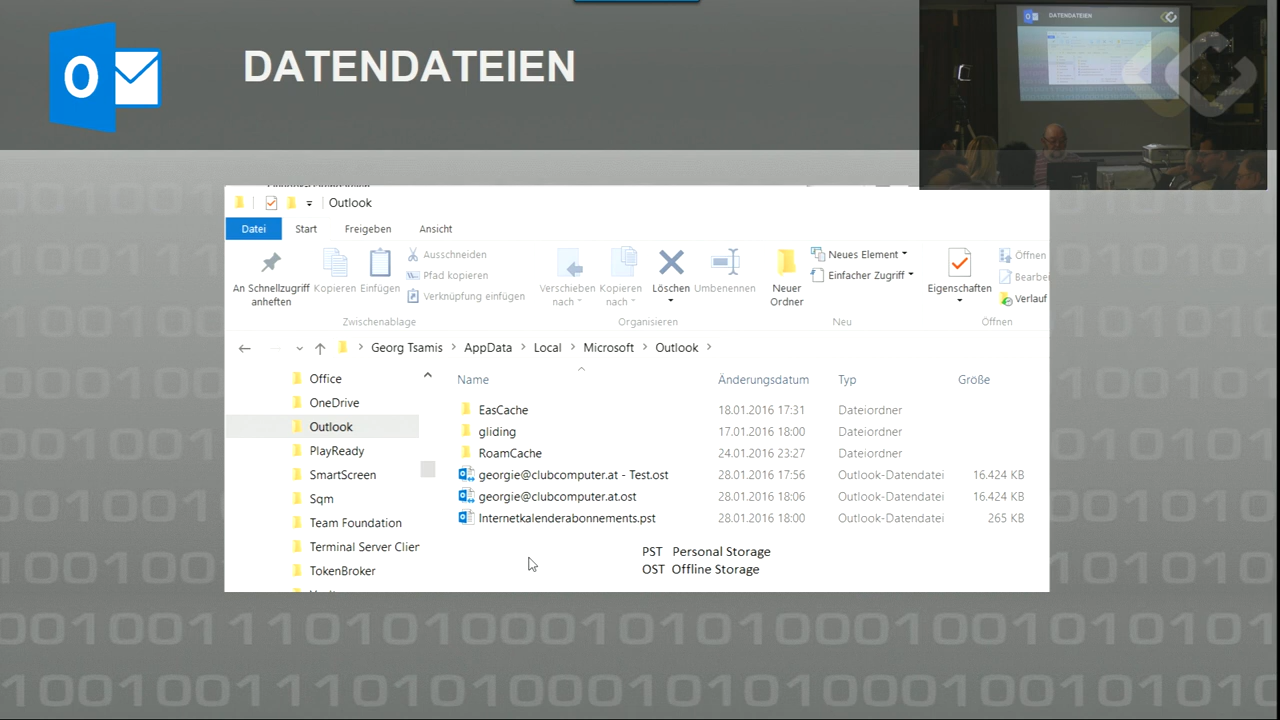 O
DATENDATEIEN
DATENDATEIEN
Outlook
Datei Start Freigeben Ansicht
An Schnellzugriff anheften
Kopieren
Einfügen
Ausschneiden
Pfad kopieren
Verknüpfung einfügen
Zwischenablage
Verschieben nach
Kopieren nach
Löschen
Umbenennen
Organisieren
Neuer Ordner
Neues Element
Einfacher Zugriff
Neu
Eigenschaften
Öffnen
Bearbe
Verlauf
Öffnen
Georg Tsamis > AppData > Local > Microsoft > Outlook >
Office
OneDrive
Outlook
PlayReady
SmartScreen
Sqm
Team Foundation
Terminal Server Clier
TokenBroker
Name Änderungsdatum Typ Größe
EasCache 18.01.2016 17:31 Dateiordner
gliding 17.01.2016 18:00 Dateiordner
RoamCache 24.01.2016 23:27 Dateiordner
georgie@clubcomputer.at - Test.ost 28.01.2016 17:56 Outlook-Datendatei 16.424 KB
georgie@clubcomputer.at.ost 28.01.2016 18:06 Outlook-Datendatei 16.424 KB
Internetkalenderabonnements.pst 28.01.2016 18:00 Outlook-Datendatei 265 KB
PST Personal Storage
OST Offline Storage